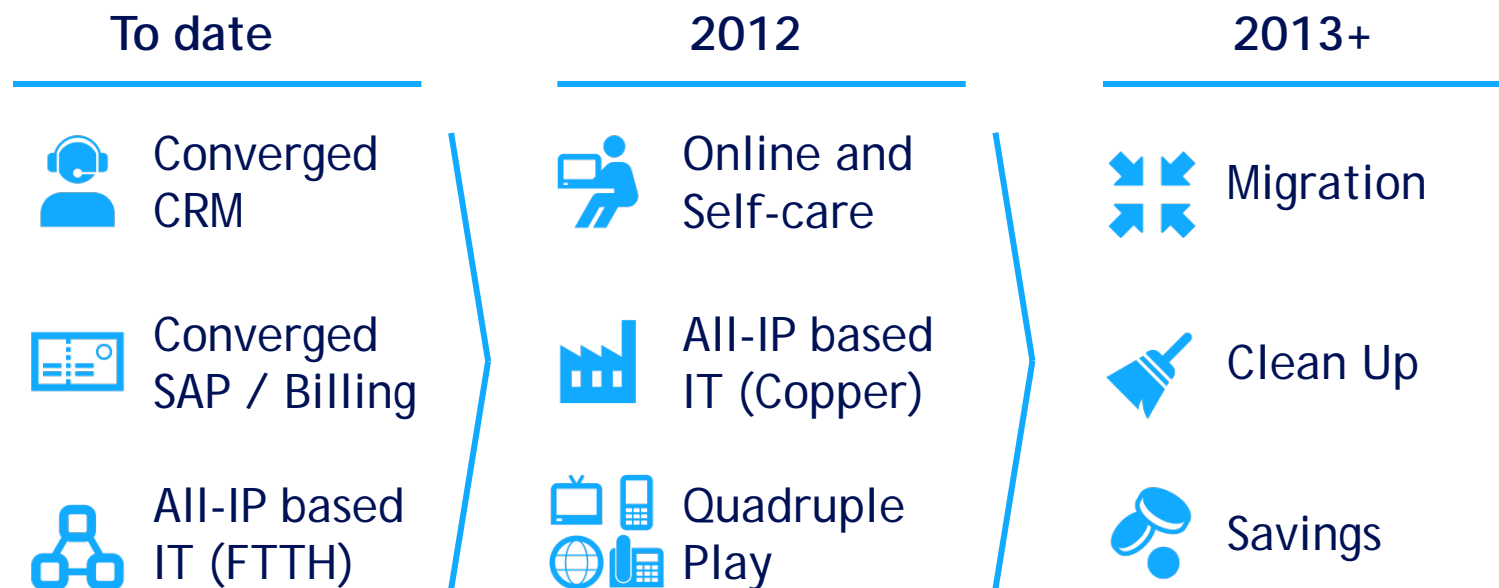 To date
Converged
CRM
Converged
SAP / Billing
All-IP based
IT (FTTH)
2012
Online and
Self-care
All-IP based
IT (Copper)
Quadruple
Play
2013+
Migration
Clean Up
Savings